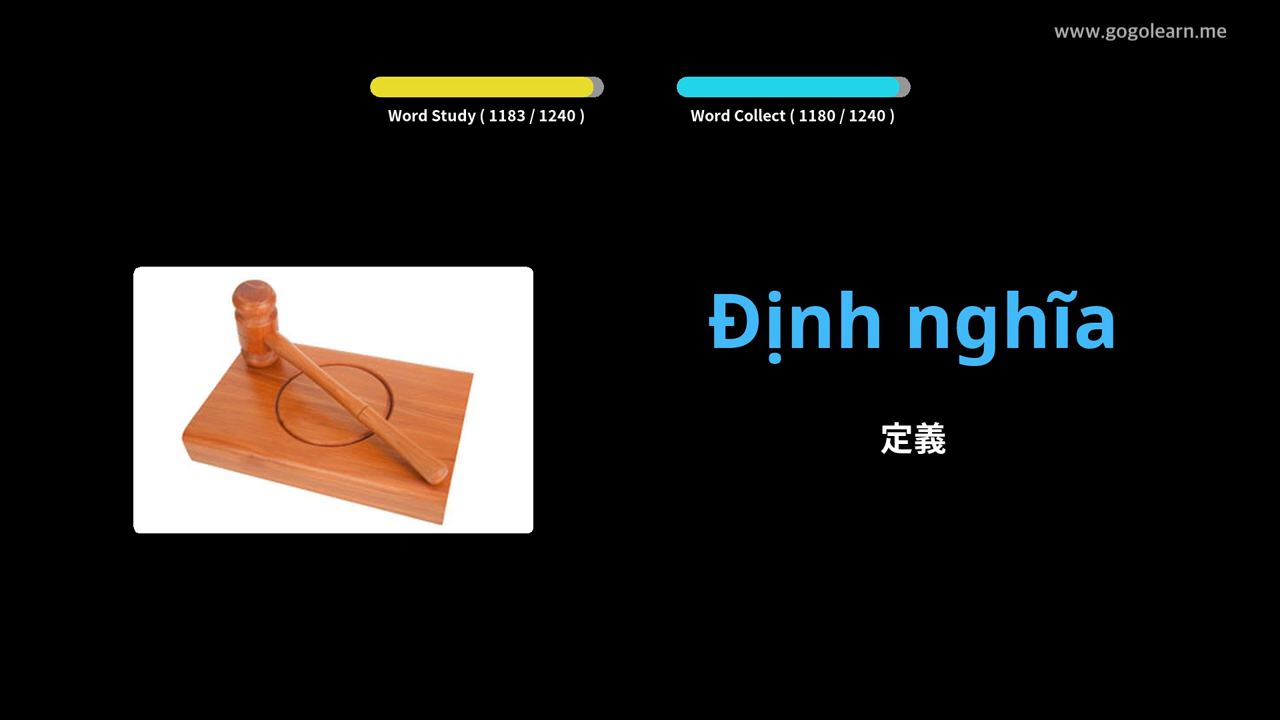 www.gogolearn.me
Word Study ( 1183 / 1240 )
Word Collect ( 1180 / 1240 )
Định nghĩa
定義